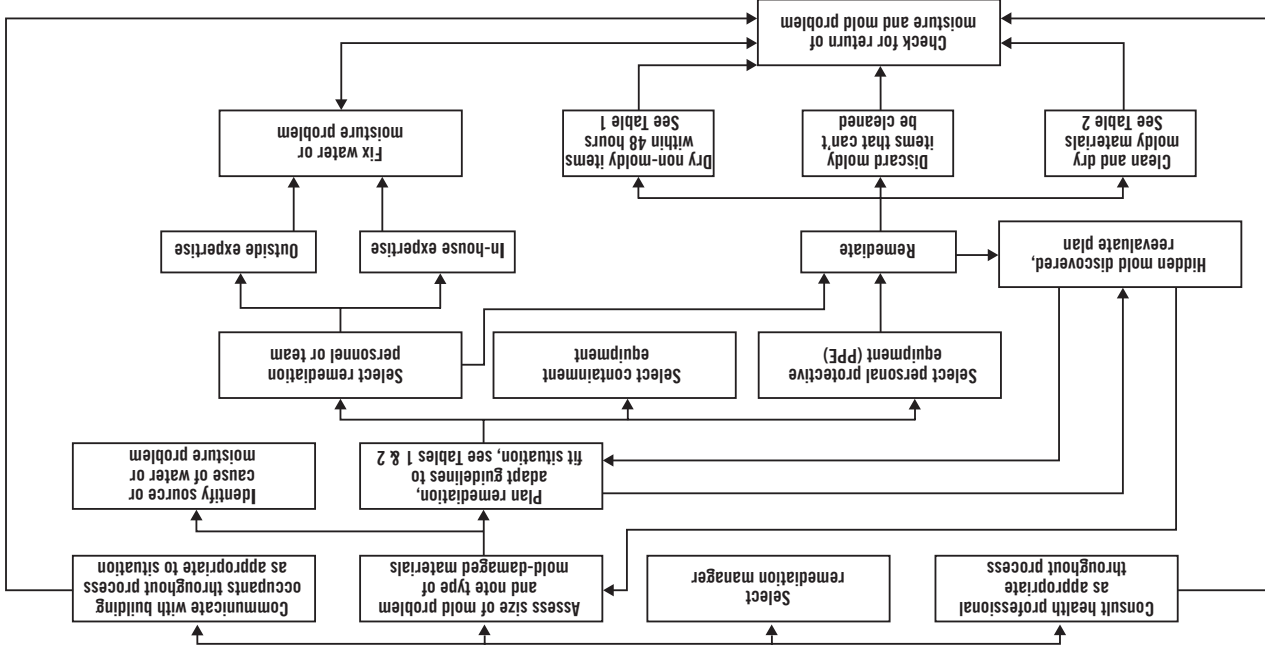 Consult health professional
as appropriate
throughout process
Select
remediation manager
Assess size of mold problem
and note type of
mold-damaged materials
Communicate with building
occupants throughout process
as appropriate to situation
Plan remediation,
adapt guidelines to
fit situation, see Tables 1 & 2
Identify source or
cause of water or
moisture problem
Select personal protective
equipment (PPE)
Select containment
equipment
Select remediation
personnel or team
Hidden mold discovered,
reevaluate plan
Remediate
In-house expertise
Outside expertise
Clean and dry
moldy materials
See Table 2
Discard moldy
items that can't
be cleaned
Dry non-moldy items
within 48 hours
See Table 1
Fix water or
moisture problem
Check for return of
moisture and mold problem